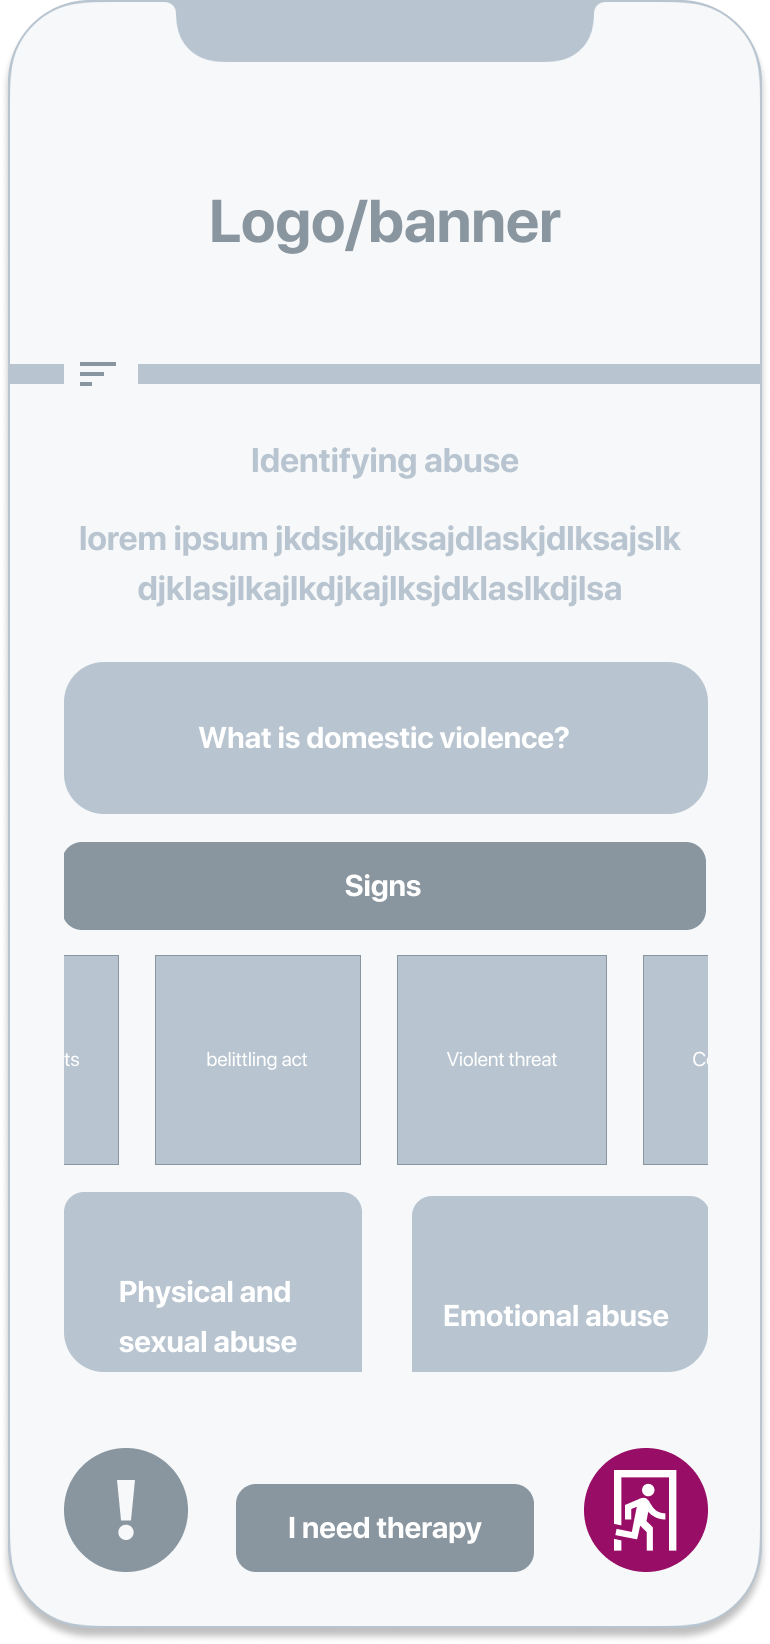 Logo/banner
Identifying abuse
lorem ipsum jkdsjkdjksajdlaskjdlksajslk
djklasjlkajlkdjkajlksjdklaslkdjlsa
What is domestic violence?
Signs
ts
belittling act
Violent threat
Physical and
sexual abuse
Emotional abuse
!
I need therapy